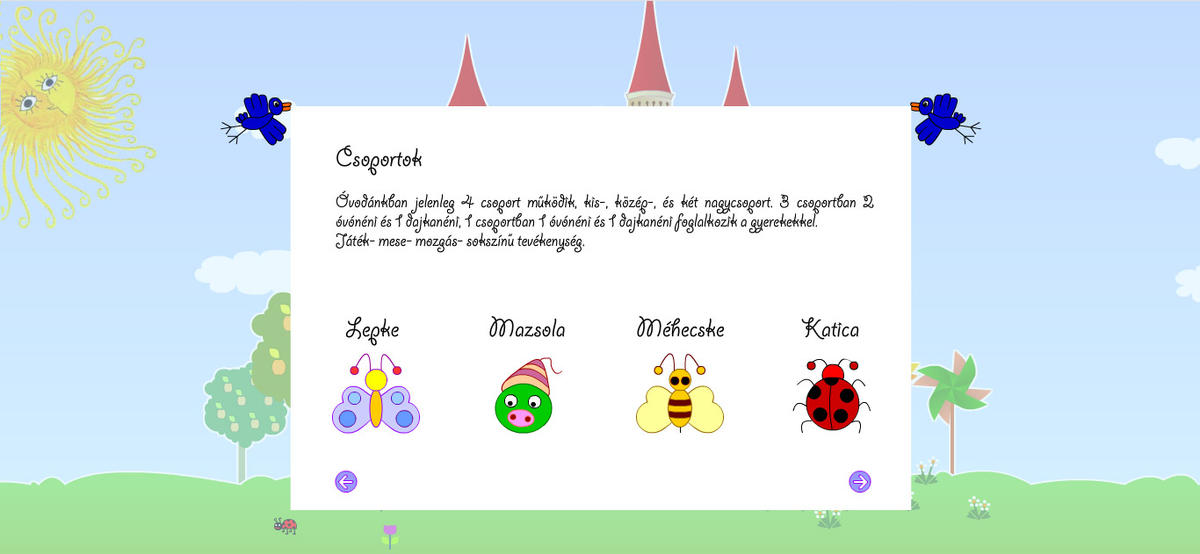 Csoportok
Óvodánkban jelenleg 4 csoport működik, kis-, közép-, és két nagycsoport. 3 csoportban 2
óvónéni és 1 dajkanéni, 1 csoportban 1 óvónéni és 1 dajkanéni foglalkozik a gyerekekkel.
Játék- mese- mozgás- sokszínű tevékenység.
Lepke Mazsola Méhecske Katica